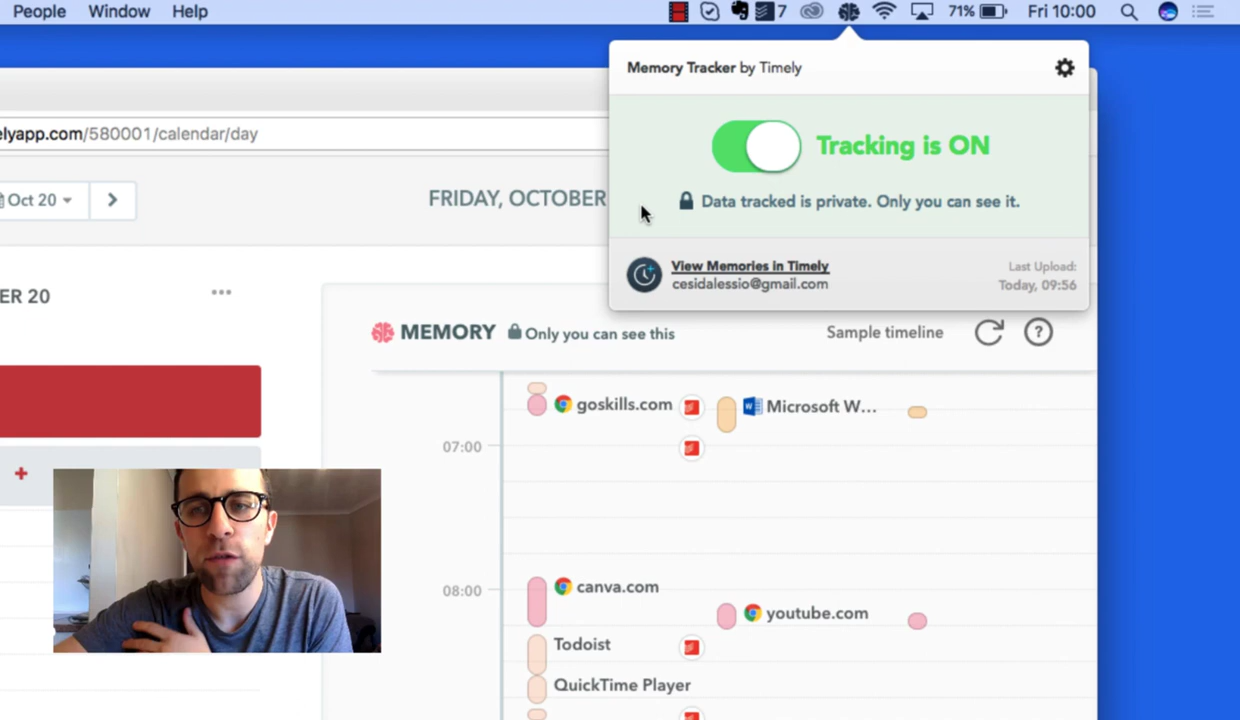 People Window Help 7 71% Fri 10:00
Memory Tracker by Timely
elyapp.com/580001/calendar/day
Tracking is ON
Oct 20
FRIDAY, OCTOBER
Data tracked is private. Only you can see it.
View Memories in Timely
cesidalessio@gmail.com
Last Upload:
Today, 09:56
ER 20
MEMORY Only you can see this
Sample timeline
?
goskills.com
Microsoft W...
07:00
08:00
canva.com
youtube.com
Todoist
QuickTime Player